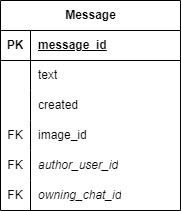 Message
PK message_id
text
created
FK image_id
FK author_user_id
FK owning_chat_id